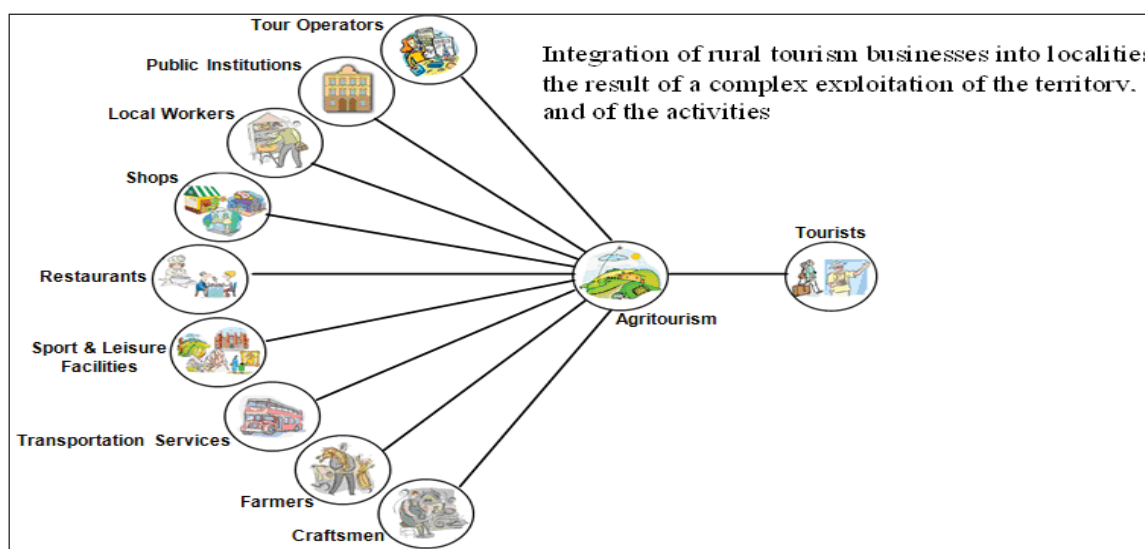 Tour Operators
Integration of rural tourism businesses into localities
the result of a complex exploitation of the territory,
and of the activities
Public Institutions
Local Workers
Shops
Tourists
Restaurants
Agritourism
Sport & Leisure
Facilities
Transportation Services
Farmers
Craftsmen